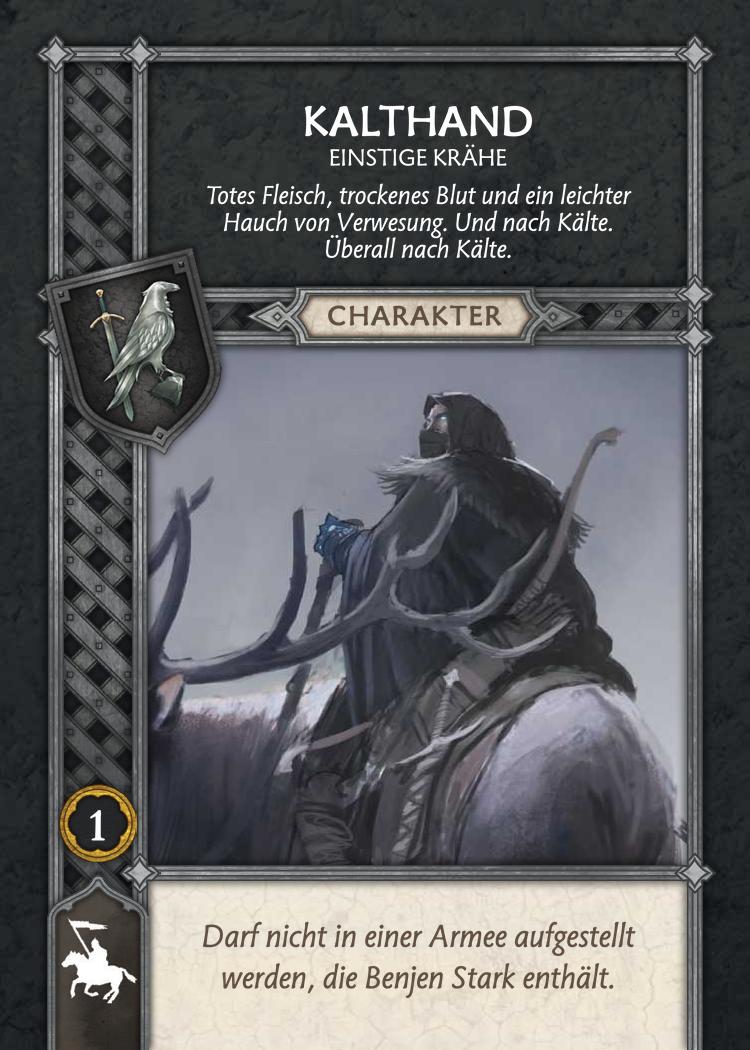 KALTHAND
EINSTIGE KRÄHE
Totes Fleisch, trockenes Blut und ein leichter
Hauch von Verwesung. Und nach Kälte.
Überall nach Kälte.
CHARAKTER
1
Darf nicht in einer Armee aufgestellt
werden, die Benjen Stark enthält.